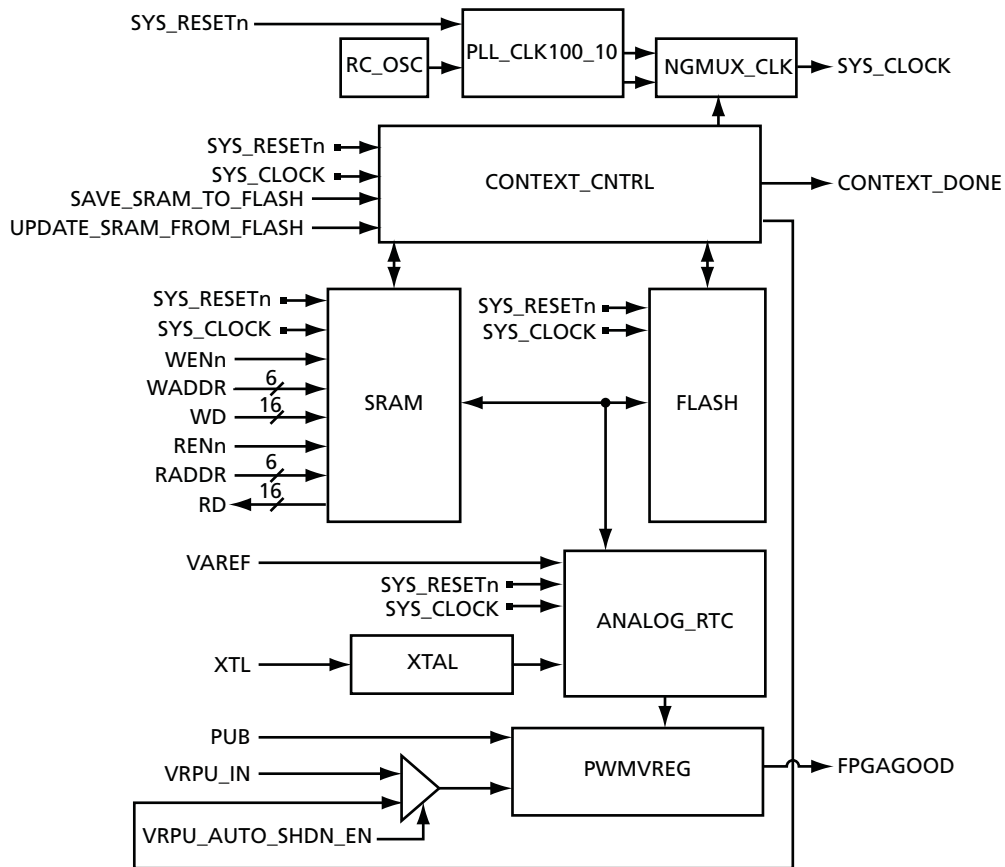 SYS_RESETn
RC_OSC
PLL_CLK100_10
NGMUX_CLK
SYS_CLOCK
SYS_RESETn
SYS_CLOCK
SAVE_SRAM_TO_FLASH
UPDATE_SRAM_FROM_FLASH
CONTEXT_CNTRL
CONTEXT_DONE
SYS_RESETn
SYS_CLOCK
WENn
WADDR
6
WD
16
RENn
RADDR
6
RD
16
SRAM
SYS_RESETn
SYS_CLOCK
FLASH
VAREF
SYS_RESETn
SYS_CLOCK
ANALOG_RTC
XTL
XTAL
PUB
VRPU_IN
VRPU_AUTO_SHDN_EN
PWMVREG
FPGAGOOD